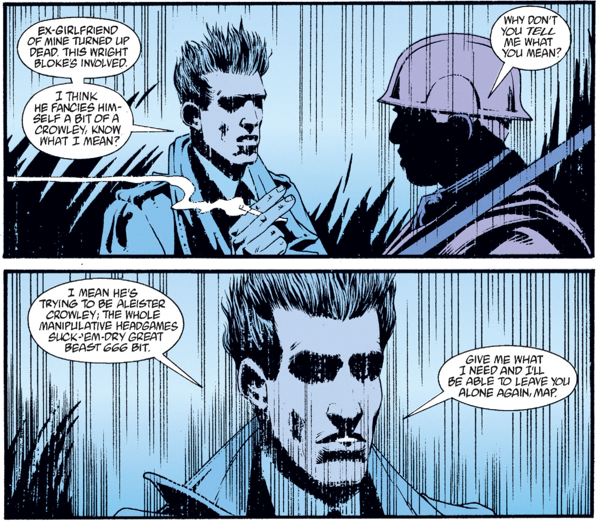 EX-GIRLFRIEND
OF MINE TURNED UP
DEAD. THIS WRIGHT
BLOKE'S INVOLVED.
I THINK
HE FANCIES HIM-
SELF A BIT OF A
CROWLEY, KNOW
WHAT I MEAN?
WHY DON'T
YOU TELL
ME WHAT
YOU MEAN?
I MEAN HE'S
TRYING TO BE ALEISTER
CROWLEY; THE WHOLE
MANIPULATIVE HEADGAMES
SUCK-'EM-DRY GREAT
BEAST 666 BIT.
GIVE ME WHAT
I NEED AND I'LL
BE ABLE TO LEAVE YOU
ALONE AGAIN, MAP.